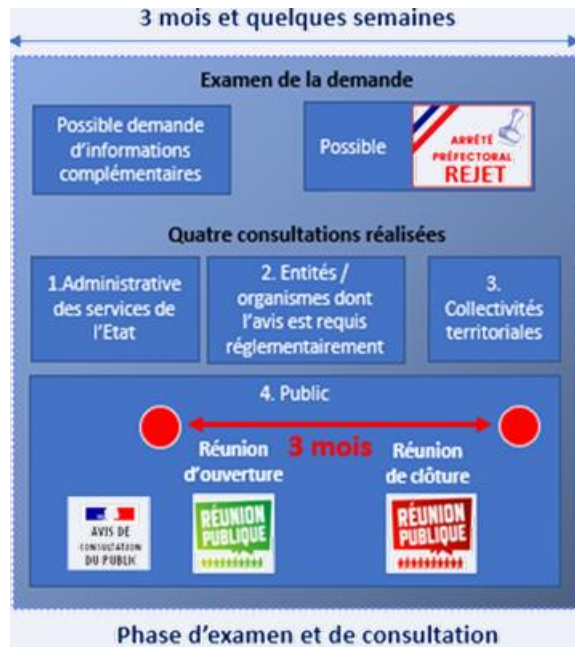 3 mois et quelques semaines
Examen de la demande
Possible demande
d'informations
complémentaires
Possible
ARRÊTÉ
PRÉFECTORAL
REJET
Quatre consultations réalisées
1.Administrative
des services de
l'Etat
2. Entités /
organismes dont
l'avis est requis
réglementairement
3.
Collectivités
territoriales
4. Public
3 mois
Réunion
d'ouverture
Réunion
de clôture
AVIS DE
CONSULTATION
DU PUBLIC
RÉUNION
PUBLIQUE
RÉUNION
PUBLIQUE
Phase d'examen et de consultation